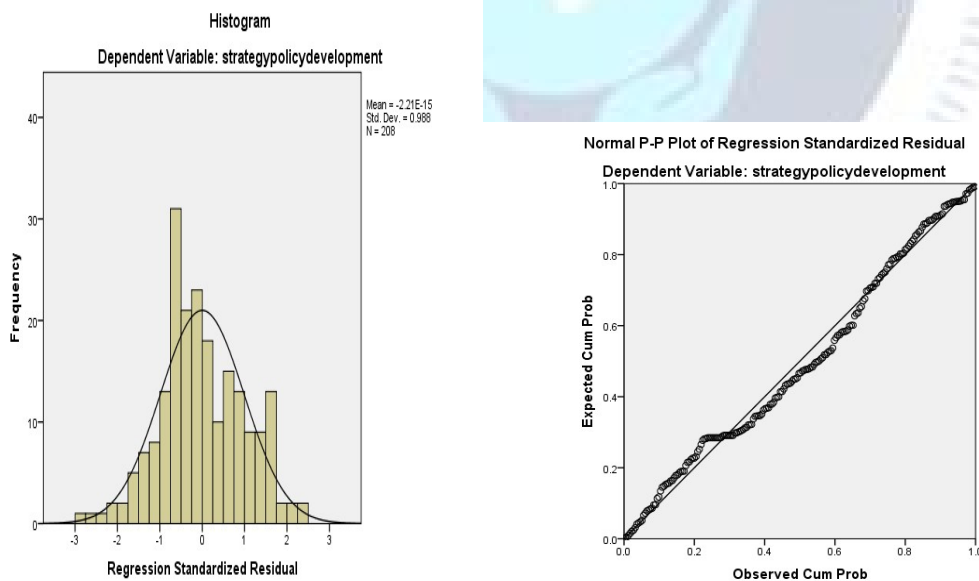 Histogram
Dependent Variable: strategypolicydevelopment
Mean = -2.21E-15
Std. Dev. = 0.988
N = 208
40
30
20
10
0
Frequency
-3 -2 -1 0 1 2 3
Regression Standardized Residual
Normal P-P Plot of Regression Standardized Residual
Dependent Variable: strategypolicydevelopment
1.0
0.8
0.6
0.4
0.2
0.0
Expected Cum Prob
0.0 0.2 0.4 0.6 0.8 1.0
Observed Cum Prob